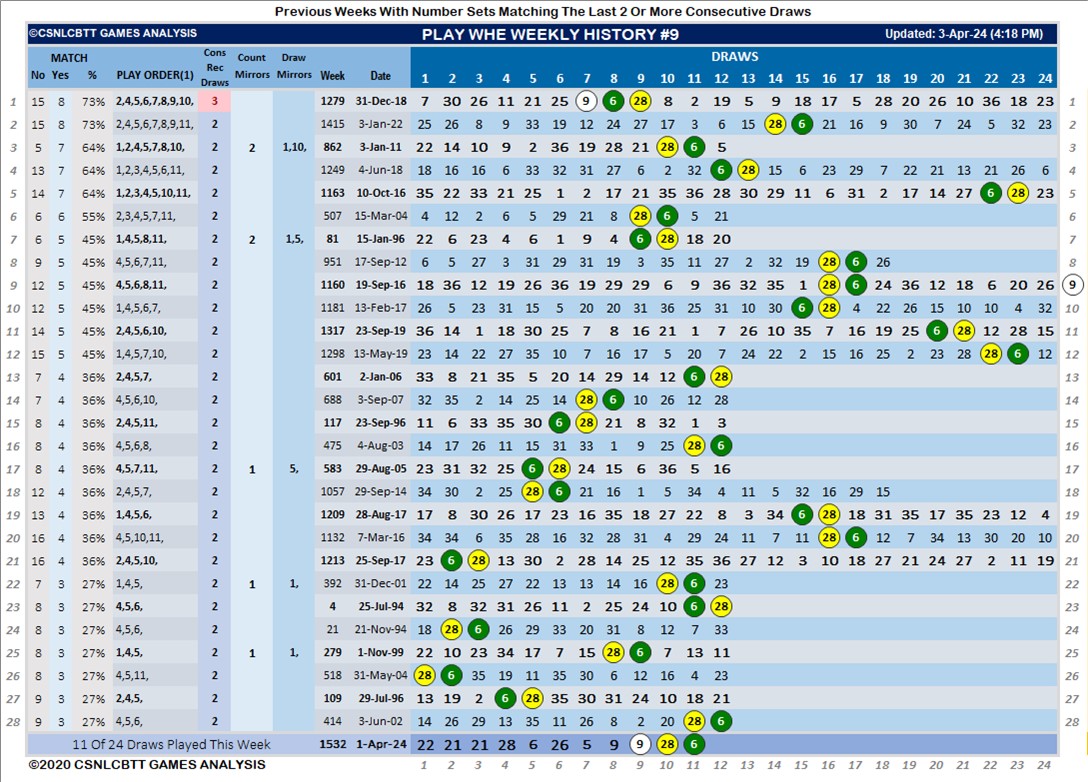 Previous Weeks With Number Sets Matching The Last 2 Or More Consecutive Draws
©CSNLCBTT GAMES ANALYSIS PLAY WHE WEEKLY HISTORY #9 Updated: 3-Apr-24 (4:18 PM)
MATCH Cons Rec Draws Count Mirrors Draw Mirrors DRAWS
No Yes % PLAY ORDER(1) Week Date 1 2 3 4 5 6 7 8 9 10 11 12 13 14 15 16 17 18 19 20 21 22 23 24
1 15 8 73% 2,4,5,6,7,8,9,10, 3 1279 31-Dec-18 7 30 26 11 21 25 9 6 28 8 2 19 5 9 18 17 5 28 20 26 10 36 18 23 1
2 15 8 73% 2,4,5,6,7,8,9,11, 2 1415 3-Jan-22 25 26 8 9 33 19 12 24 27 17 3 6 15 28 15 21 16 9 30 7 24 5 32 23 2
3 5 7 64% 1,2,4,5,7,8,10, 2 2 1,10, 862 3-Jan-11 22 14 10 9 2 36 19 28 21 28 6 5 3
4 13 7 64% 1,2,3,4,5,6,11, 2 1249 4-Jun-18 18 16 16 6 33 32 31 27 6 2 32 6 28 15 6 23 29 7 22 21 13 21 26 6 4
5 14 7 64% 1,2,3,4,5,10,11, 2 1163 10-Oct-16 35 22 33 21 25 1 2 17 21 35 36 28 30 29 11 6 31 2 17 14 27 6 28 23 5
6 6 6 55% 2,3,4,5,7,11, 2 507 15-Mar-04 4 12 2 6 5 29 21 8 28 6 5 21 6
7 6 5 45% 1,4,5,8,11, 2 2 1,5, 81 15-Jan-96 22 6 23 4 6 1 9 4 6 28 18 20 7
8 9 5 45% 4,5,6,7,11, 2 951 17-Sep-12 6 5 27 3 31 29 31 19 3 35 11 27 2 32 19 28 6 26 8
9 12 5 45% 4,5,6,8,11, 2 1160 19-Sep-16 18 36 12 19 26 36 19 29 29 6 9 36 32 35 1 28 6 24 36 12 18 6 20 26 9
10 12 5 45% 1,4,5,6,7, 2 1181 13-Feb-17 26 5 23 31 15 5 20 20 31 36 25 31 10 30 6 28 4 22 26 15 10 10 4 32 10
11 14 5 45% 2,4,5,6,10, 2 1317 23-Sep-19 36 14 1 18 30 25 7 8 16 21 1 7 26 10 35 7 16 19 25 6 28 12 28 15 11
12 15 5 45% 1,4,5,7,10, 2 1298 13-May-19 23 14 22 27 35 10 7 16 17 5 20 7 24 22 2 15 16 25 2 23 28 28 6 12 12
13 7 4 36% 2,4,5,7, 2 601 2-Jan-06 33 8 21 35 5 20 14 29 14 12 6 28 13
14 7 4 36% 4,5,6,10, 2 688 3-Sep-07 32 35 2 14 25 14 28 6 10 26 12 28 14
15 8 4 36% 2,4,5,11, 2 117 23-Sep-96 11 6 33 35 30 6 28 21 8 32 1 3 15
16 8 4 36% 4,5,6,8, 2 475 4-Aug-03 14 17 26 11 15 31 33 1 9 25 28 6 16
17 8 4 36% 4,5,7,11, 2 1 5, 583 29-Aug-05 23 31 32 25 6 28 24 15 6 36 5 16 17
18 12 4 36% 2,4,5,7, 2 1057 29-Sep-14 34 30 2 25 28 6 21 16 1 5 34 4 11 5 32 16 29 15 18
19 13 4 36% 1,4,5,6, 2 1209 28-Aug-17 17 8 30 26 17 23 16 35 18 27 22 8 3 34 6 28 18 31 35 17 35 23 12 4 19
20 16 4 36% 4,5,10,11, 2 1132 7-Mar-16 34 34 6 35 28 16 32 28 31 4 29 24 11 7 11 28 6 12 7 34 13 30 20 10 20
21 16 4 36% 2,4,5,10, 2 1213 25-Sep-17 23 6 28 13 30 2 28 14 25 12 35 36 27 12 3 10 18 27 21 24 27 2 11 19 21
22 7 3 27% 1,4,5, 2 1 1, 392 31-Dec-01 22 14 25 27 22 13 13 14 16 28 6 23 22
23 8 3 27% 4,5,6, 2 4 25-Jul-94 32 8 32 31 26 11 2 25 24 10 6 28 23
24 8 3 27% 4,5,6, 2 21 21-Nov-94 18 28 6 26 29 33 20 31 8 12 7 33 24
25 8 3 27% 1,4,5, 2 1 1, 279 1-Nov-99 22 10 23 34 17 7 15 28 6 7 13 11 25
26 8 3 27% 4,5,11, 2 518 31-May-04 28 6 35 19 11 35 30 6 12 16 4 23 26
27 9 3 27% 2,4,5, 2 109 29-Jul-96 13 19 2 6 28 35 30 31 24 10 18 21 27
28 9 3 27% 4,5,6, 2 414 3-Jun-02 14 26 29 13 35 11 26 8 2 20 28 6 28
11 Of 24 Draws Played This Week 1532 1-Apr-24 22 21 21 28 6 26 5 9 9 28 6
©2020 CSNLCBTT GAMES ANALYSIS 1 2 3 4 5 6 7 8 9 10 11 12 13 14 15 16 17 18 19 20 21 22 23 24